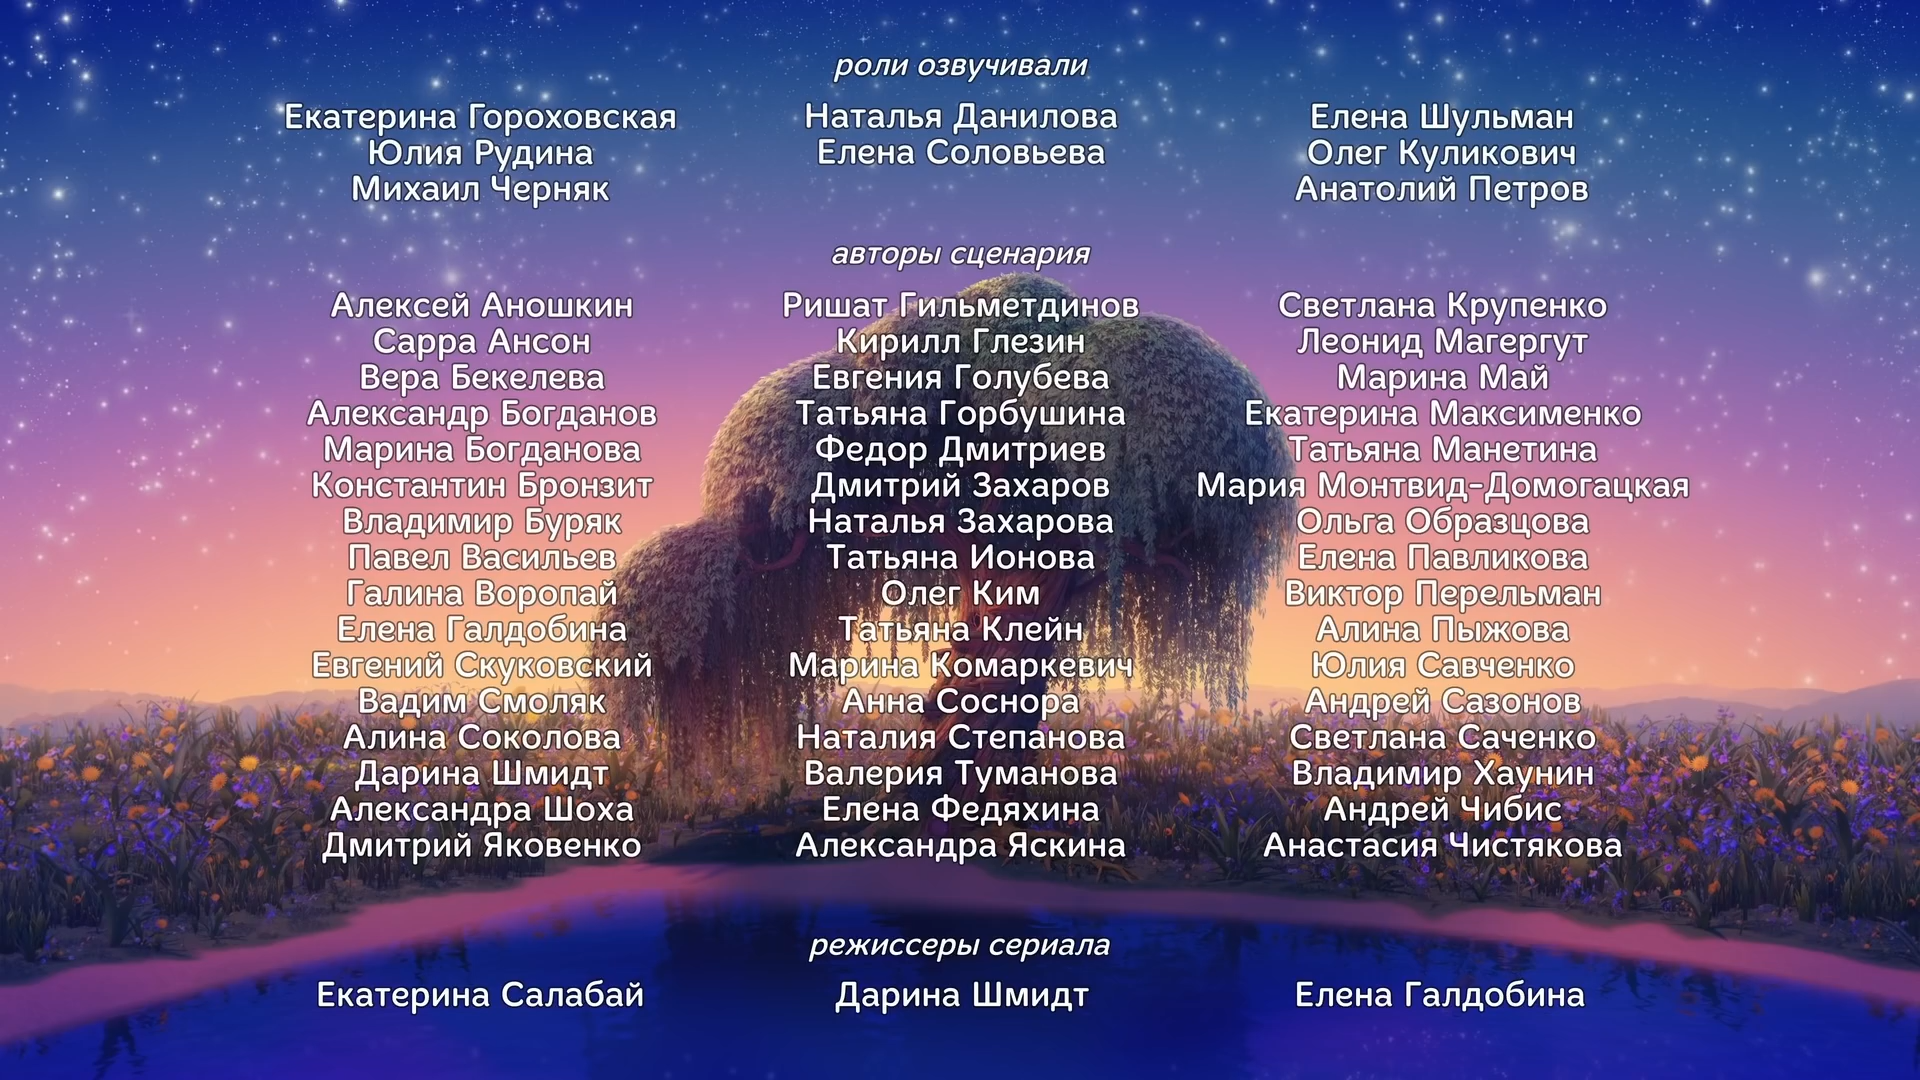 роли озвучивали
Екатерина Гороховская Наталья Данилова Елена Шульман
Юлия Рудина Елена Соловьева Олег Куликович
Михаил Черняк Анатолий Петров
авторы сценария
Алексей Аношкин Ришат Гильметдинов Светлана Крупенко
Сарра Ансон Кирилл Глезин Леонид Магергут
Вера Бекелева Евгения Голубева Марина Май
Александр Богданов Татьяна Горбушина Екатерина Максименко
Марина Богданова Федор Дмитриев Татьяна Манетина
Константин Бронзит Дмитрий Захаров Мария Монтвид-Домогацкая
Владимир Буряк Наталья Захарова Ольга Образцова
Павел Васильев Татьяна Ионова Елена Павликова
Галина Воропай Олег Ким Виктор Перельман
Елена Галдобина Татьяна Клейн Алина Пыжова
Евгений Скуковский Марина Комаркевич Юлия Савченко
Вадим Смоляк Анна Соснора Андрей Сазонов
Алина Соколова Наталия Степанова Светлана Саченко
Дарина Шмидт Валерия Туманова Владимир Хаунин
Александра Шоха Елена Федяхина Андрей Чибис
Дмитрий Яковенко Александра Яскина Анастасия Чистякова
режиссеры сериала
Екатерина Салабай Дарина Шмидт Елена Галдобина